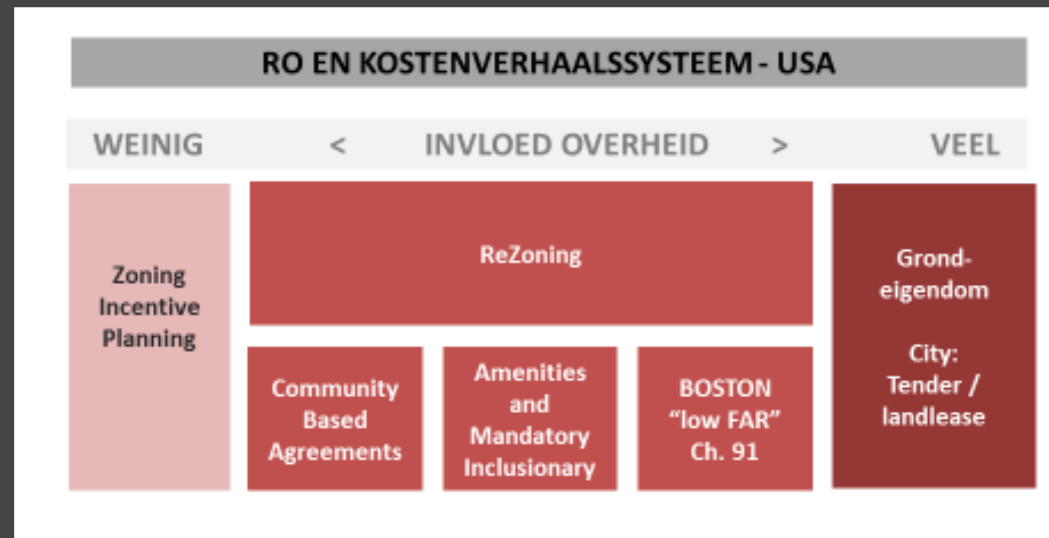 RO EN KOSTENVERHAALSSYSTEEM - USA
WEINIG < INVLOED OVERHEID > VEEL
Zoning
Incentive
Planning
ReZoning
Community
Based
Agreements
Amenities
and
Mandatory
Inclusionary
BOSTON
“low FAR”
Ch. 91
Grond-
eigendom
City:
Tender /
landlease